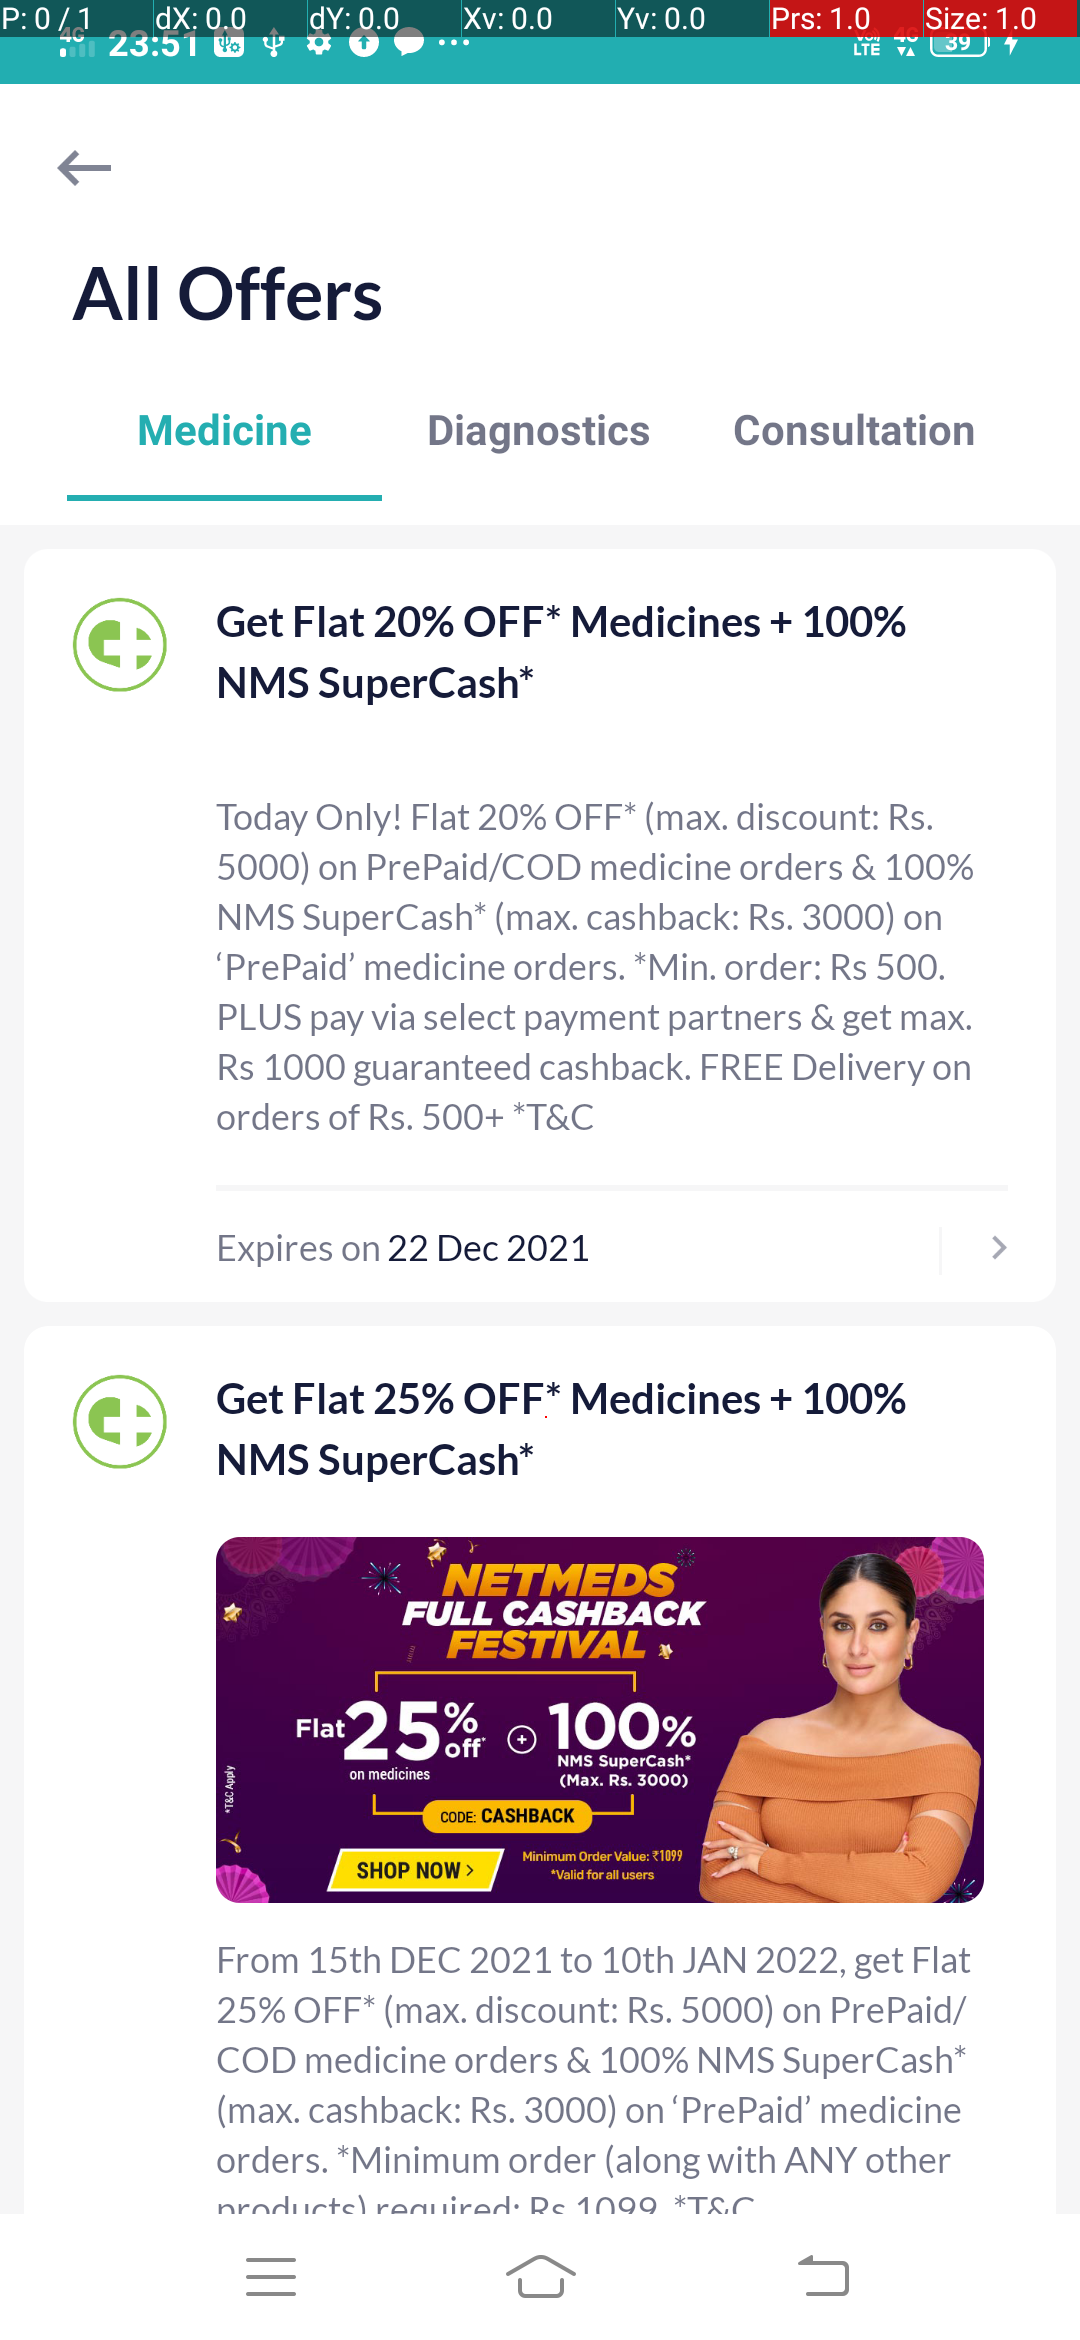 P: 0 / 1 dX: 0.0 dY: 0.0 Xv: 0.0 Yv: 0.0 Prs: 1.0 Size: 1.0
4G 23:51 LTE 4G 39
All Offers
Medicine Diagnostics Consultation
Get Flat 20% OFF* Medicines + 100%
NMS SuperCash*
Today Only! Flat 20% OFF* (max. discount: Rs.
5000) on PrePaid/COD medicine orders & 100%
NMS SuperCash* (max. cashback: Rs. 3000) on
‘PrePaid’ medicine orders. *Min. order: Rs 500.
PLUS pay via select payment partners & get max.
Rs 1000 guaranteed cashback. FREE Delivery on
orders of Rs. 500+ *T&C
Expires on 22 Dec 2021
Get Flat 25% OFF* Medicines + 100%
NMS SuperCash*
NETMEDS
FULL CASHBACK
FESTIVAL
Flat 25% off* + 100%
on medicines
NMS SuperCash*
(Max. Rs. 3000)
*T&C Apply
CODE: CASHBACK
SHOP NOW >
Minimum Order Value: ₹1099
*Valid for all users
From 15th DEC 2021 to 10th JAN 2022, get Flat
25% OFF* (max. discount: Rs. 5000) on PrePaid/
COD medicine orders & 100% NMS SuperCash*
(max. cashback: Rs. 3000) on ‘PrePaid’ medicine
orders. *Minimum order (along with ANY other
products) required: Rs 1099. *T&C